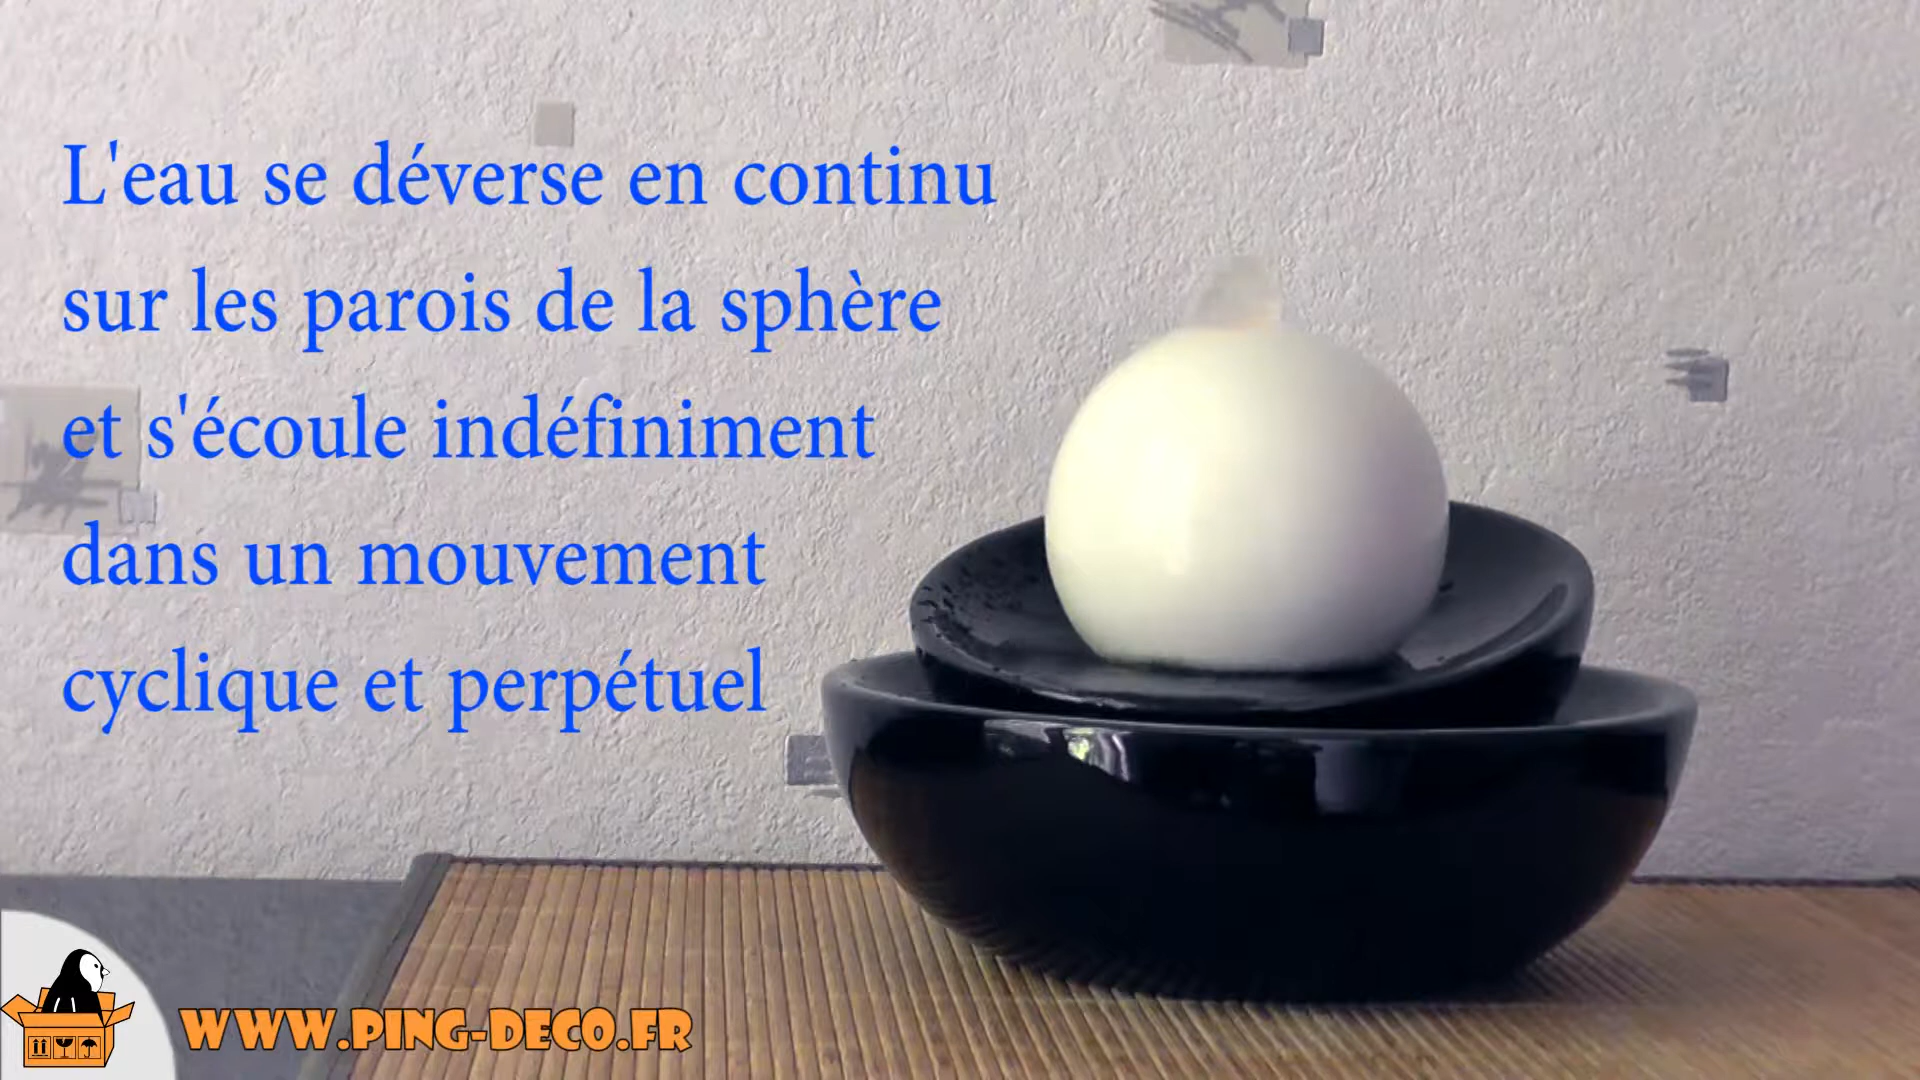 L'eau se déverse en continu
sur les parois de la sphère
et s'écoule indéfiniment
dans un mouvement
cyclique et perpétuel
WWW.PING-DECO.FR